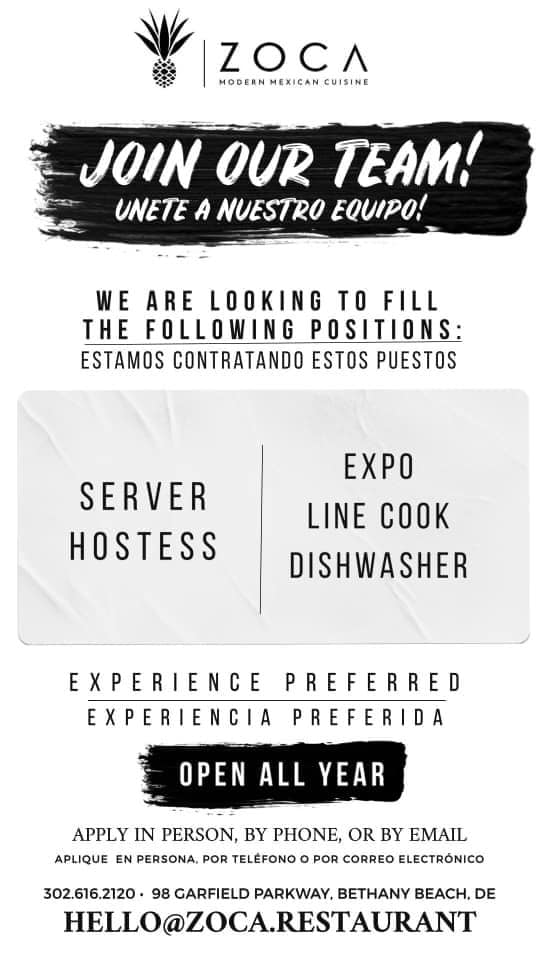 ZOCA
MODERN MEXICAN CUISINE
JOIN OUR TEAM!
UNETE A NUESTRO EQUIPO!
WE ARE LOOKING TO FILL
THE FOLLOWING POSITIONS:
ESTAMOS CONTRATANDO ESTOS PUESTOS
SERVER
HOSTESS
EXPO
LINE COOK
DISHWASHER
EXPERIENCE PREFERRED
EXPERIENCIA PREFERIDA
OPEN ALL YEAR
APPLY IN PERSON, BY PHONE, OR BY EMAIL
APLIQUE EN PERSONA, POR TELÉFONO O POR CORREO ELECTRÓNICO
302.616.2120 • 98 GARFIELD PARKWAY, BETHANY BEACH, DE
HELLO@ZOCA.RESTAURANT